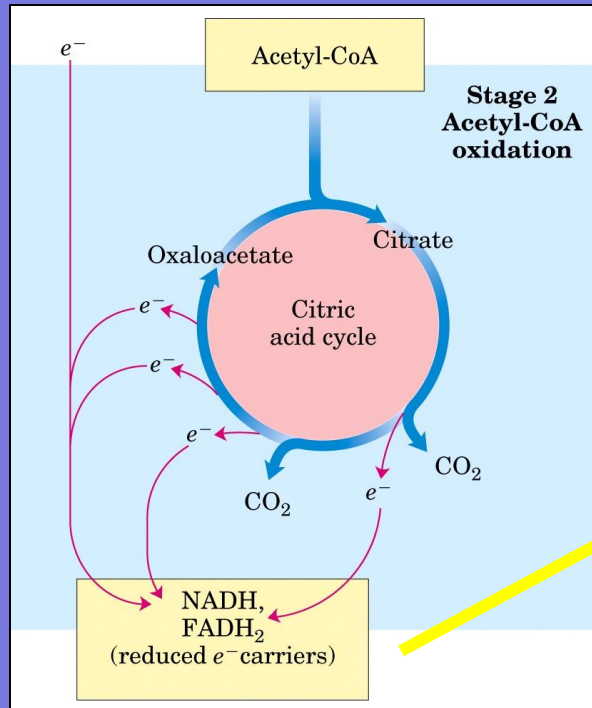 e⁻
Acetyl-CoA
Stage 2
Acetyl-CoA
oxidation
Oxaloacetate
Citrate
Citric
acid cycle
e⁻
e⁻
e⁻
e⁻
CO₂
CO₂
NADH,
FADH₂
(reduced e⁻carriers)